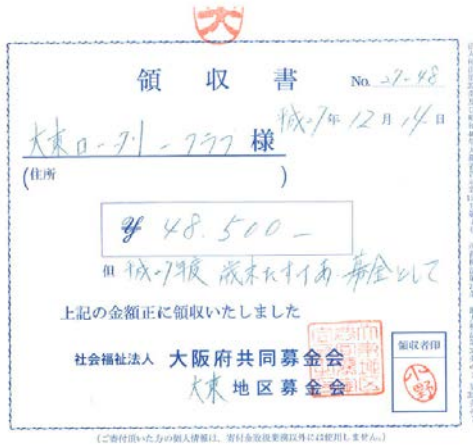 大
領収書 No. 27-48
平成27年12月14日
大東ロータリークラブ 様
(住所 )
¥ 48.500-
但 平成27年度 歳末たすけあい募金として
上記の金額正に領収いたしました
社会福祉法人 大阪府共同募金会
大東 地区募金会
領収者印
小野
(ご寄付頂いた方の個人情報は、寄付金取扱業務以外には使用しません。)